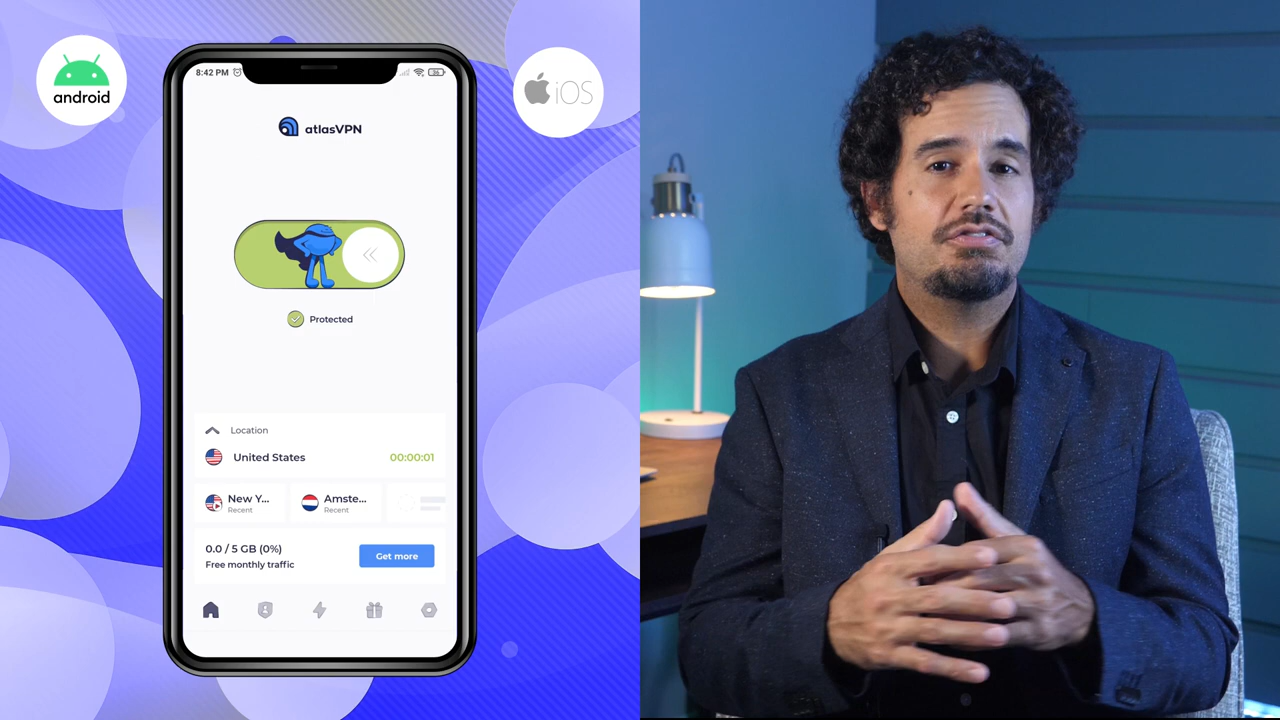 android
iOS
8:42 PM
36
atlasVPN
Protected
Location
United States
00:00:01
New Y...
Recent
Amste...
Recent
0.0 / 5 GB (0%)
Free monthly traffic
Get more